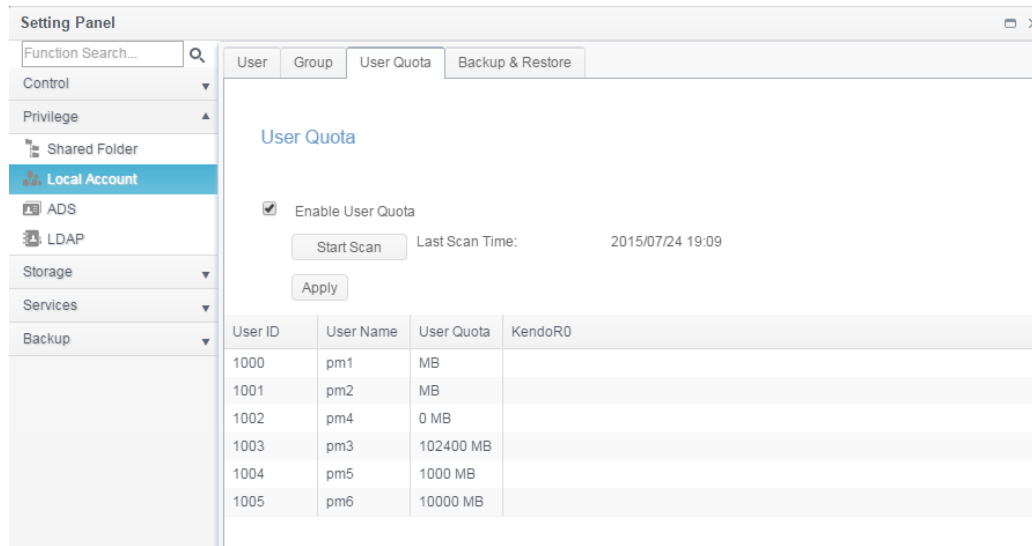 Setting Panel
Function Search...
Control
Privilege
Shared Folder
Local Account
ADS
LDAP
Storage
Services
Backup
User Group User Quota Backup & Restore
User Quota
Enable User Quota
Start Scan Last Scan Time: 2015/07/24 19:09
Apply
User ID User Name User Quota KendoR0
1000 pm1 MB
1001 pm2 MB
1002 pm4 0 MB
1003 pm3 102400 MB
1004 pm5 1000 MB
1005 pm6 10000 MB